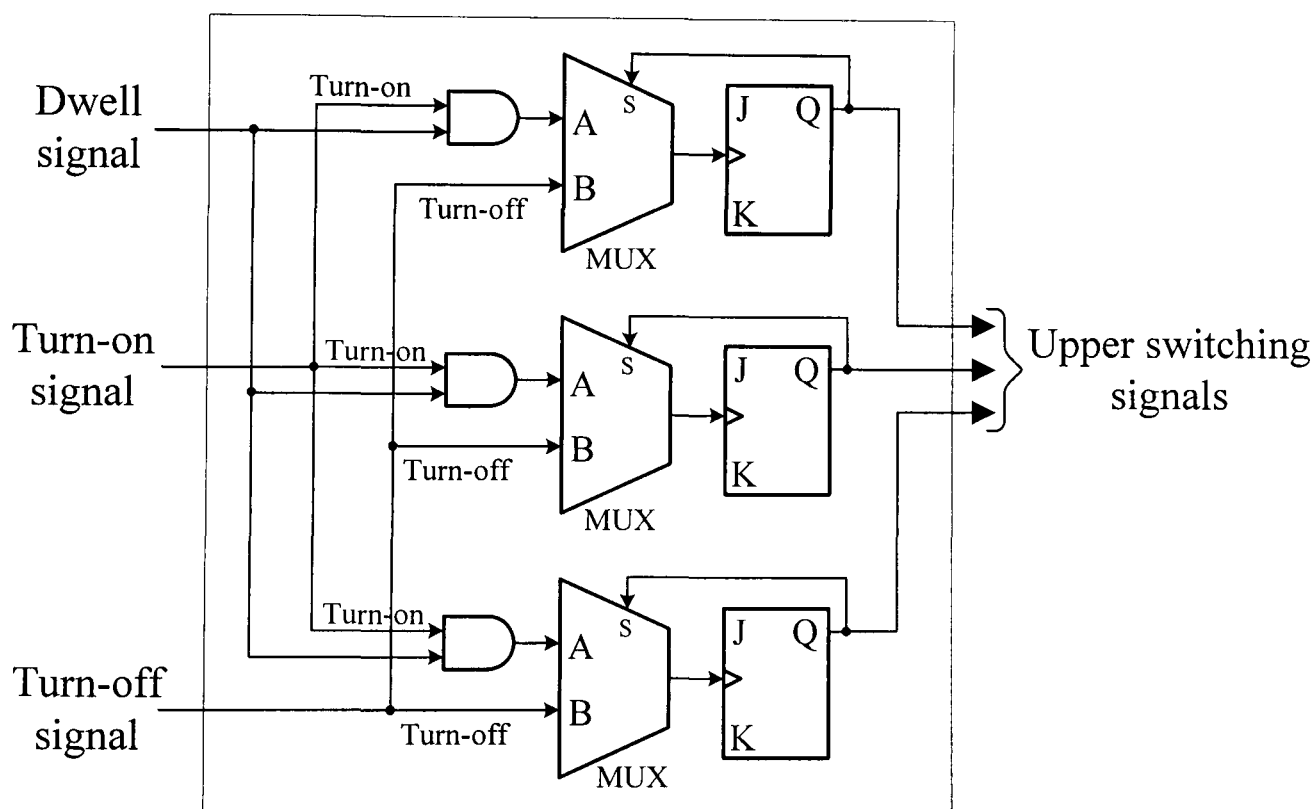 Dwell
signal
Turn-on
A
B
S
Turn-off
MUX
J
Q
K
Turn-on
signal
Turn-on
A
B
S
Turn-off
MUX
J
Q
K
Upper switching
signals
Turn-off
signal
Turn-on
A
B
S
Turn-off
MUX
J
Q
K